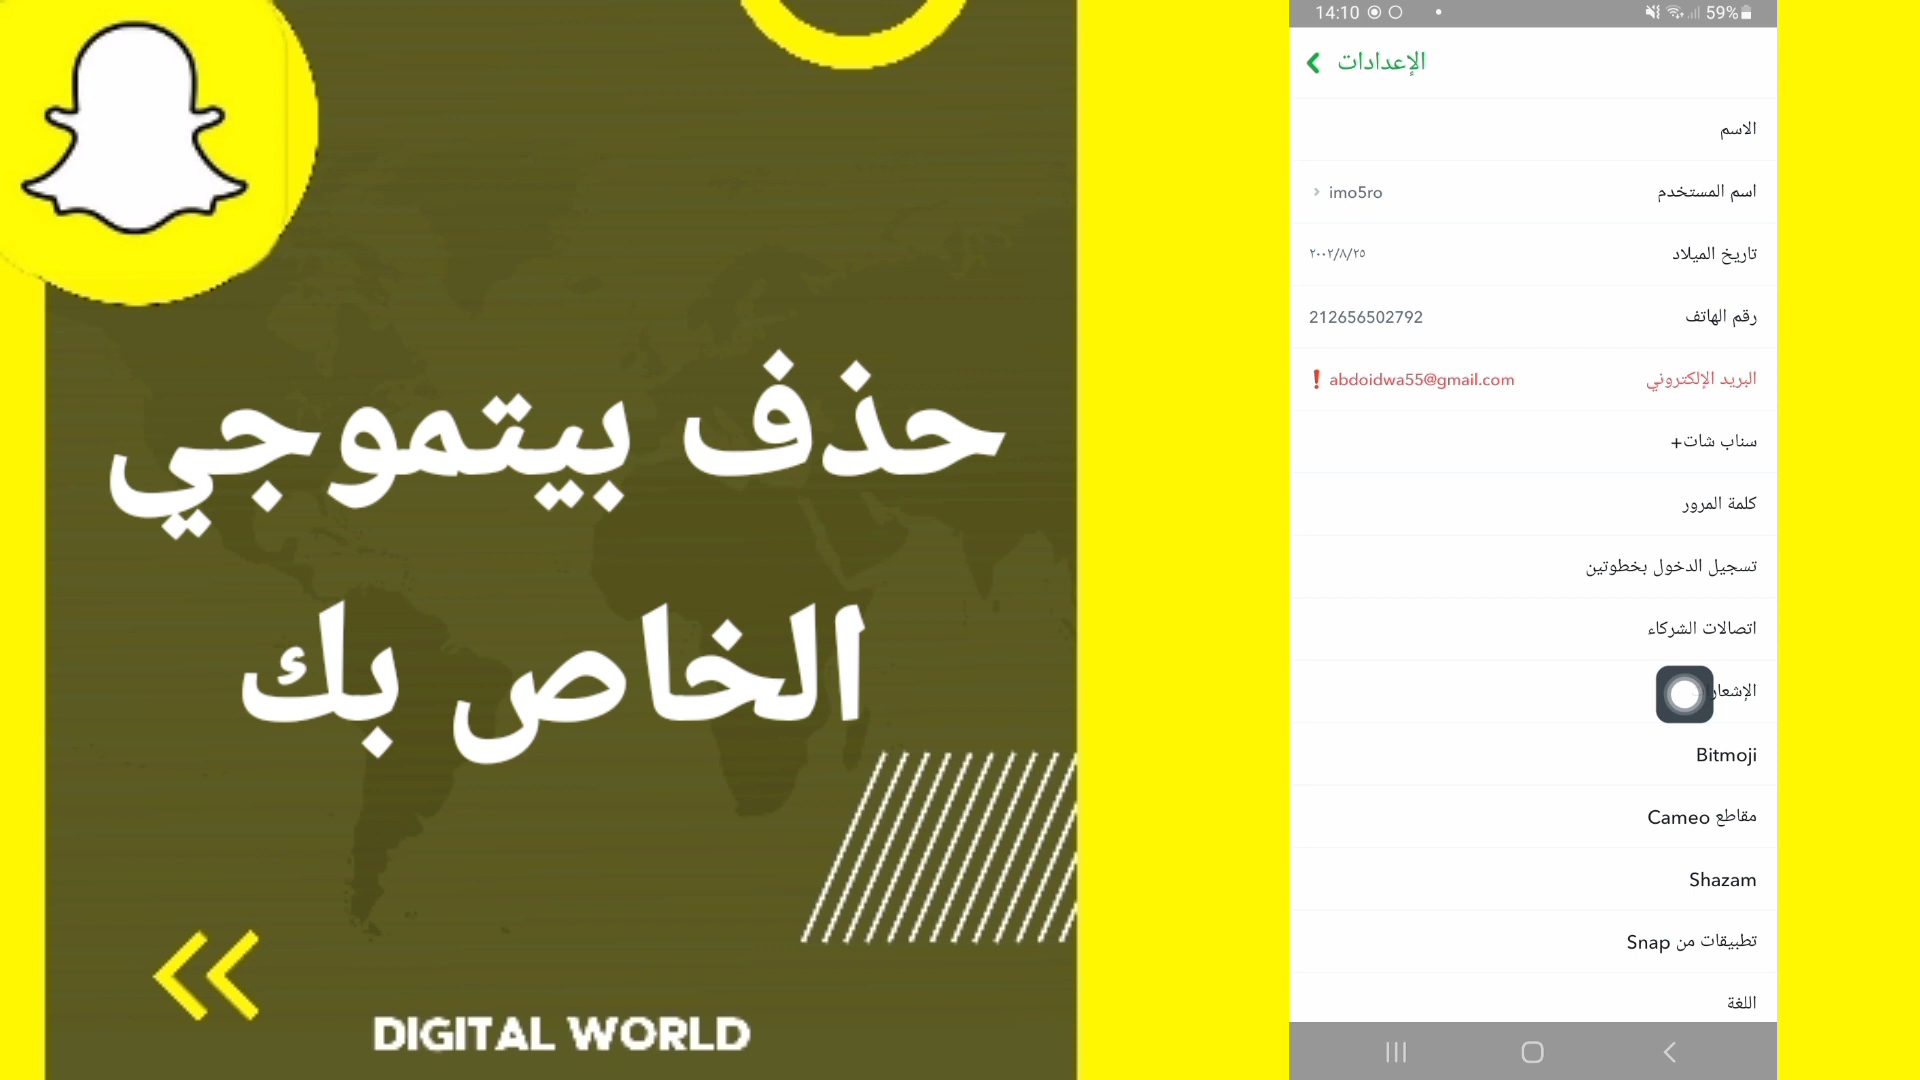 حذف بيتموجي
الخاص بك
DIGITAL WORLD
14:10
59%
الإعدادات
الاسم
اسم المستخدم
imo5ro
تاريخ الميلاد
٢٠٠٢/٨/٢٥
رقم الهاتف
212656502792
البريد الإلكتروني
abdoidwa55@gmail.com
سناب شات+
كلمة المرور
تسجيل الدخول بخطوتين
اتصالات الشركاء
Bitmoji
مقاطع Cameo
Shazam
تطبيقات من Snap
اللغة